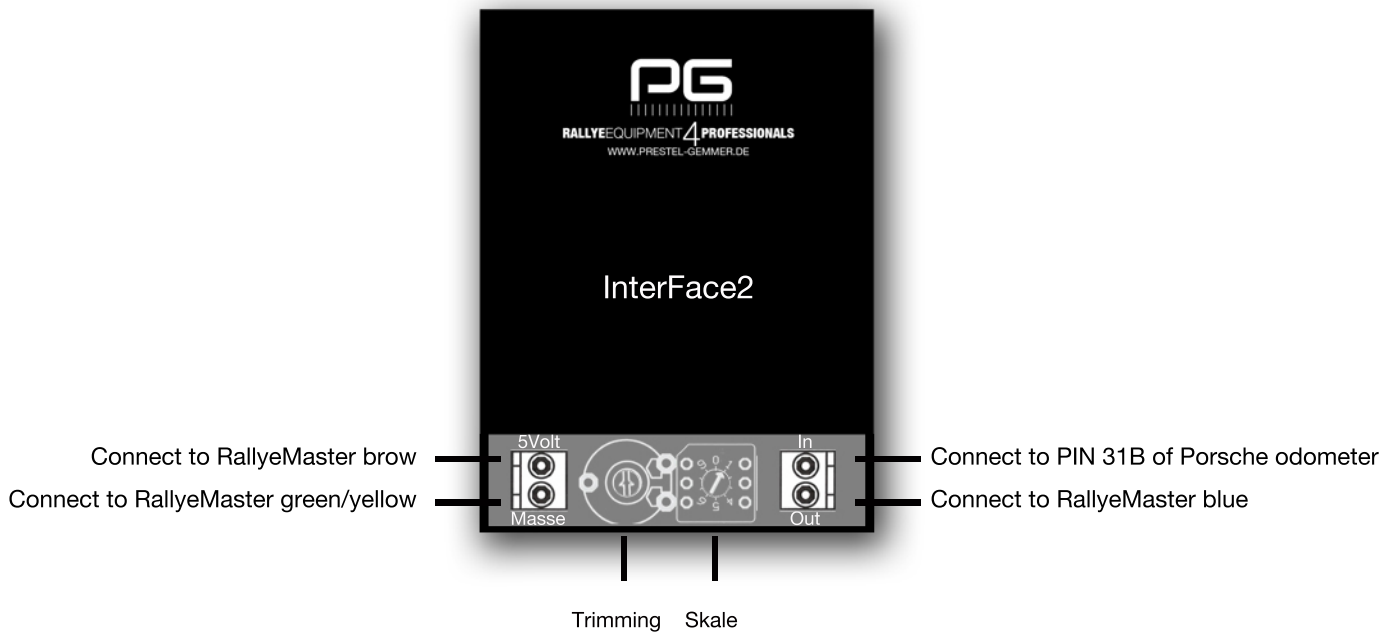 PG
RALLYEEQUIPMENT4PROFESSIONALS
WWW.PRESTEL-GEMMER.DE
InterFace2
5Volt
In
Connect to RallyeMaster brow
Connect to PIN 31B of Porsche odometer
Connect to RallyeMaster green/yellow
Connect to RallyeMaster blue
Masse
Out
Trimming
Skale